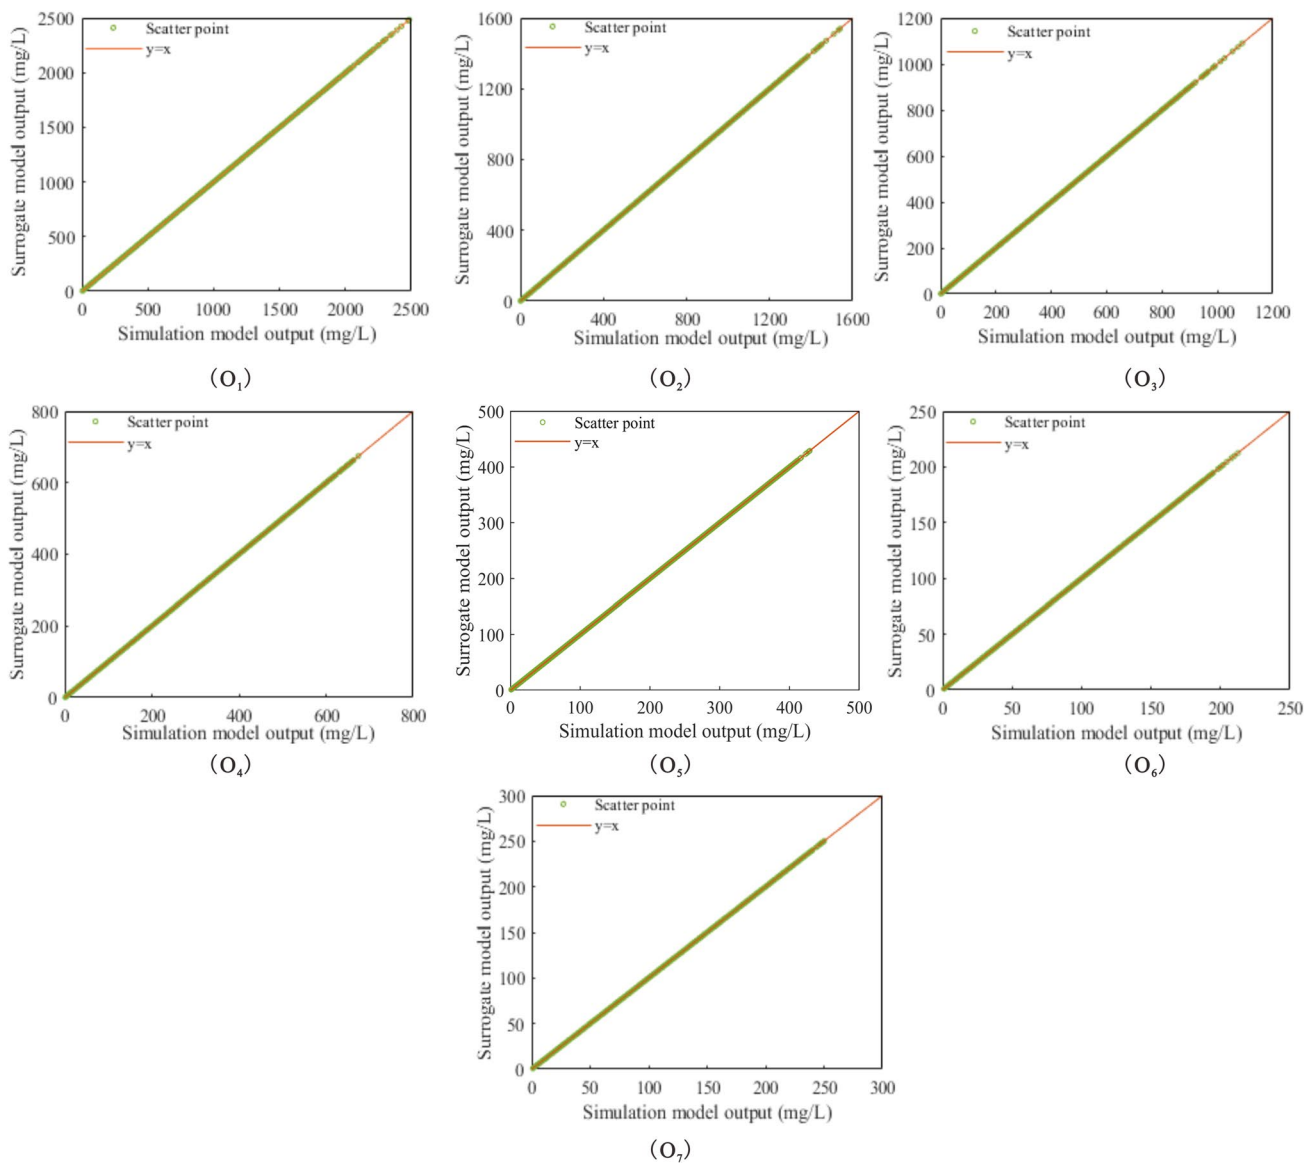 2500
2000
1500
1000
500
0
Surrogate model output (mg/L)
Scatter point
y=x
0 500 1000 1500 2000 2500
Simulation model output (mg/L)
(O₁)
1600
1200
800
400
0
Surrogate model output (mg/L)
Scatter point
y=x
0 400 800 1200 1600
Simulation model output (mg/L)
(O₂)
1200
1000
800
600
400
200
0
Surrogate model output (mg/L)
Scatter point
y=x
0 200 400 600 800 1000 1200
Simulation model output (mg/L)
(O₃)
800
600
400
200
0
Surrogate model output (mg/L)
Scatter point
y=x
0 200 400 600 800
Simulation model output (mg/L)
(O₄)
500
400
300
200
100
0
Surrogate model output (mg/L)
Scatter point
y=x
0 100 200 300 400 500
Simulation model output (mg/L)
(O₅)
250
200
150
100
50
0
Surrogate model output (mg/L)
Scatter point
y=x
0 50 100 150 200 250
Simulation model output (mg/L)
(O₆)
300
250
200
150
100
50
0
Surrogate model output (mg/L)
Scatter point
y=x
0 50 100 150 200 250 300
Simulation model output (mg/L)
(O₇)